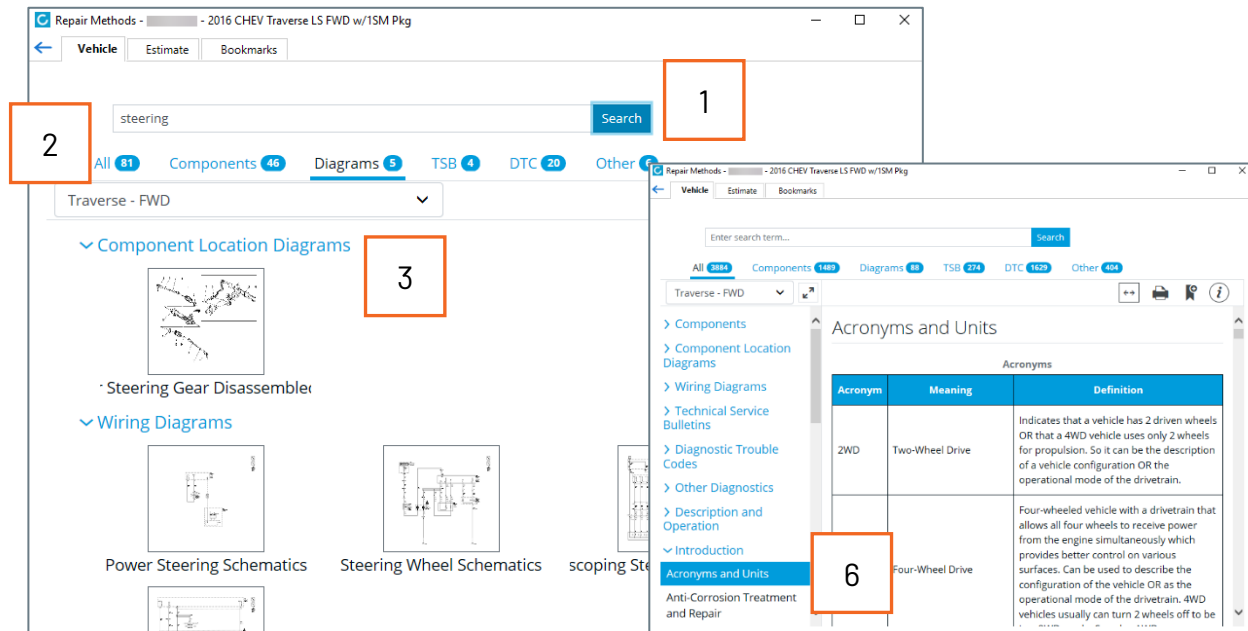 Repair Methods - - 2016 CHEV Traverse LS FWD w/1SM Pkg
Vehicle Estimate Bookmarks
1
2
steering Search
All 81 Components 46 Diagrams 5 TSB 4 DTC 20 Other
Traverse - FWD
Component Location Diagrams
3
Steering Gear Disassembled
Wiring Diagrams
Power Steering Schematics Steering Wheel Schematics scoping
Repair Methods - - 2016 CHEV Traverse LS FWD w/1SM Pkg
Vehicle Estimate Bookmarks
Enter search term... Search
All 3884 Components 1489 Diagrams 88 TSB 274 DTC 1629 Other 404
Traverse - FWD
Components
Component Location
Diagrams
Wiring Diagrams
Technical Service
Bulletins
Diagnostic Trouble
Codes
Other Diagnostics
Description and
Operation
Introduction
Acronyms and Units
Anti-Corrosion Treatment
and Repair
6
Acronyms and Units
Acronyms
Acronym Meaning Definition
2WD Two-Wheel Drive
Indicates that a vehicle has 2 driven wheels
OR that a 4WD vehicle uses only 2 wheels
for propulsion. So it can be the description
of a vehicle configuration OR the
operational mode of the drivetrain.
Four-Wheel Drive
Four-wheeled vehicle with a drivetrain that
allows all four wheels to receive power
from the engine simultaneously which
provides better control on various
surfaces. Can be used to describe the
configuration of the vehicle OR as the
operational mode of the drivetrain. 4WD
vehicles usually can turn 2 wheels off to be